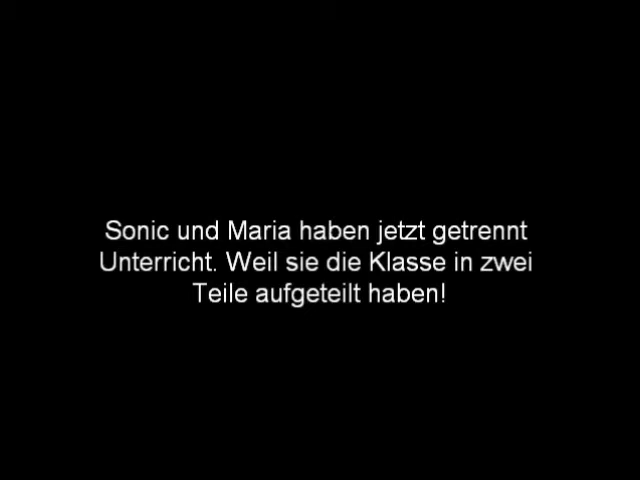 Sonic und Maria haben jetzt getrennt
Unterricht. Weil sie die Klasse in zwei
Teile aufgeteilt haben!